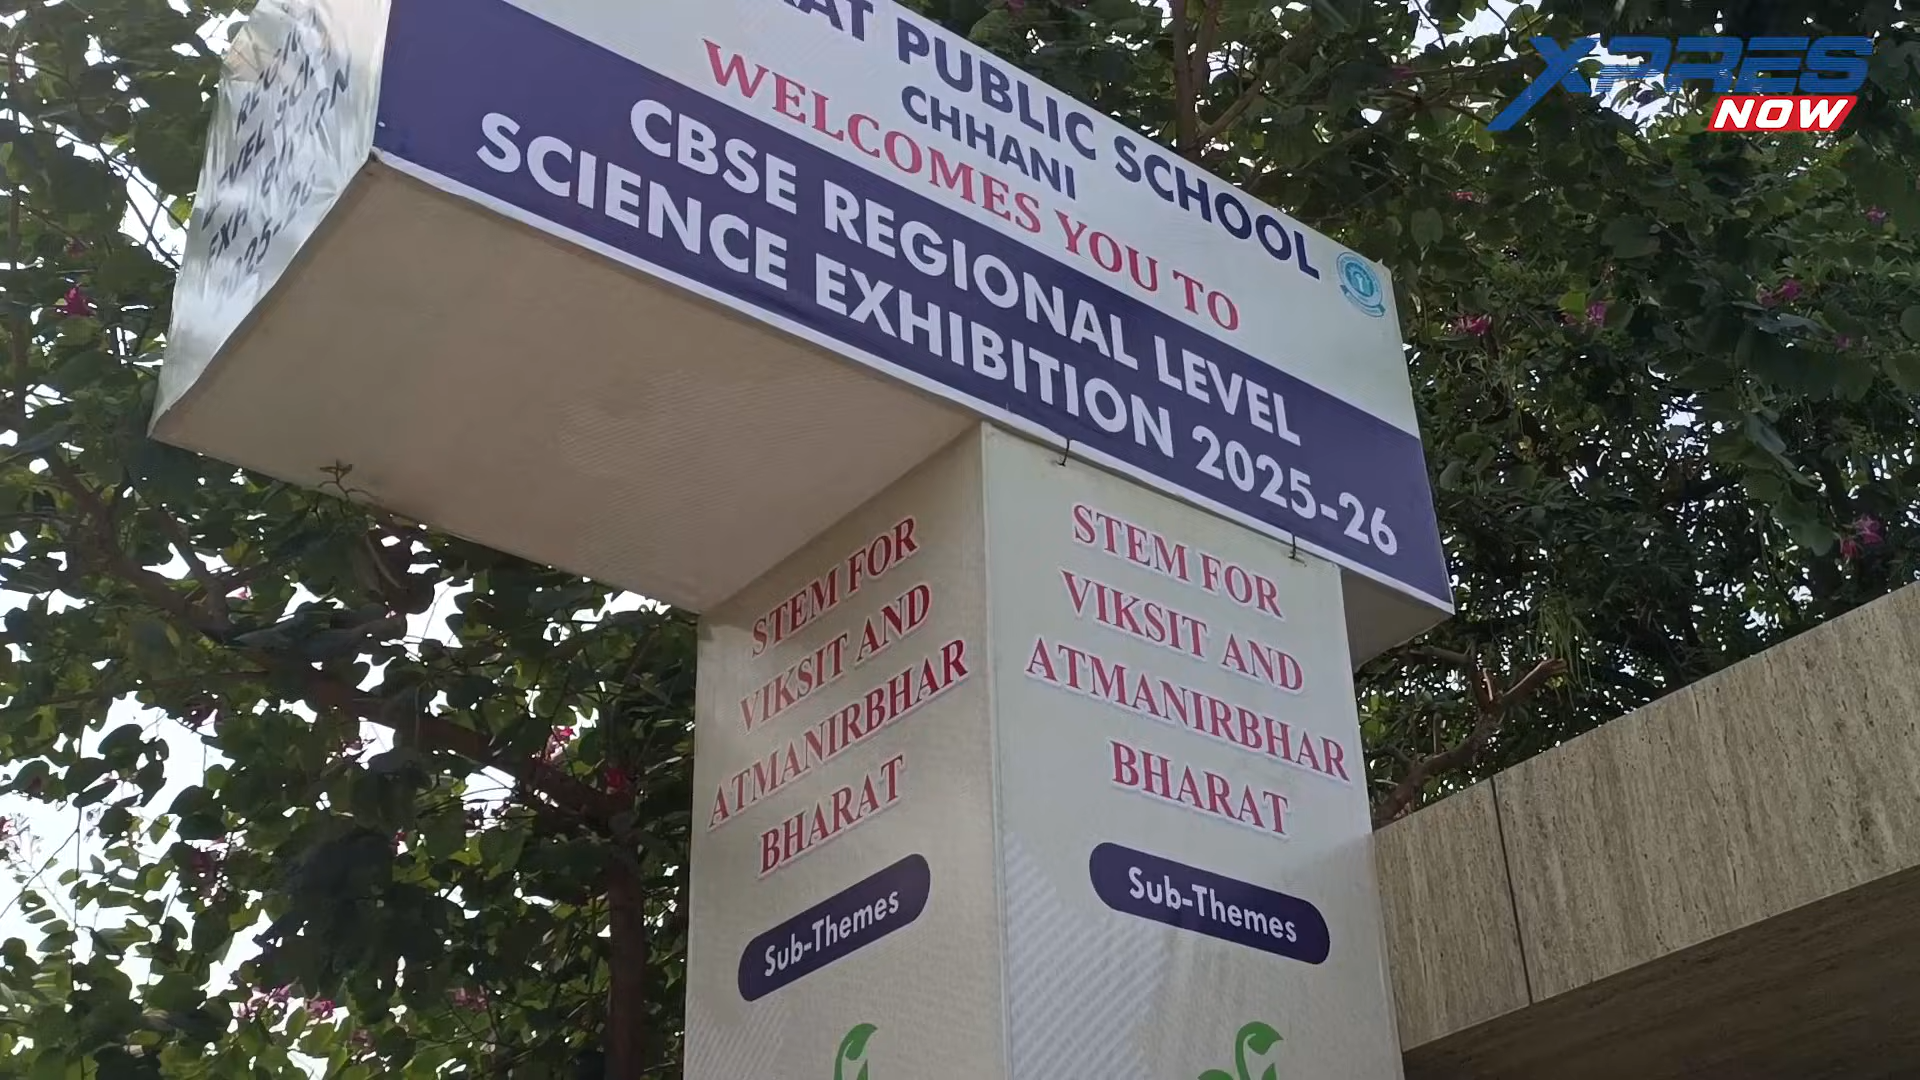 PUBLIC SCHOOL
CHHANI
WELCOMES YOU TO
CBSE REGIONAL LEVEL
SCIENCE EXHIBITION 2025-26
STEM FOR
VIKSIT AND
ATMANIRBHAR
BHARAT
Sub-Themes
STEM FOR
VIKSIT AND
ATMANIRBHAR
BHARAT
Sub-Themes
XPRES
NOW